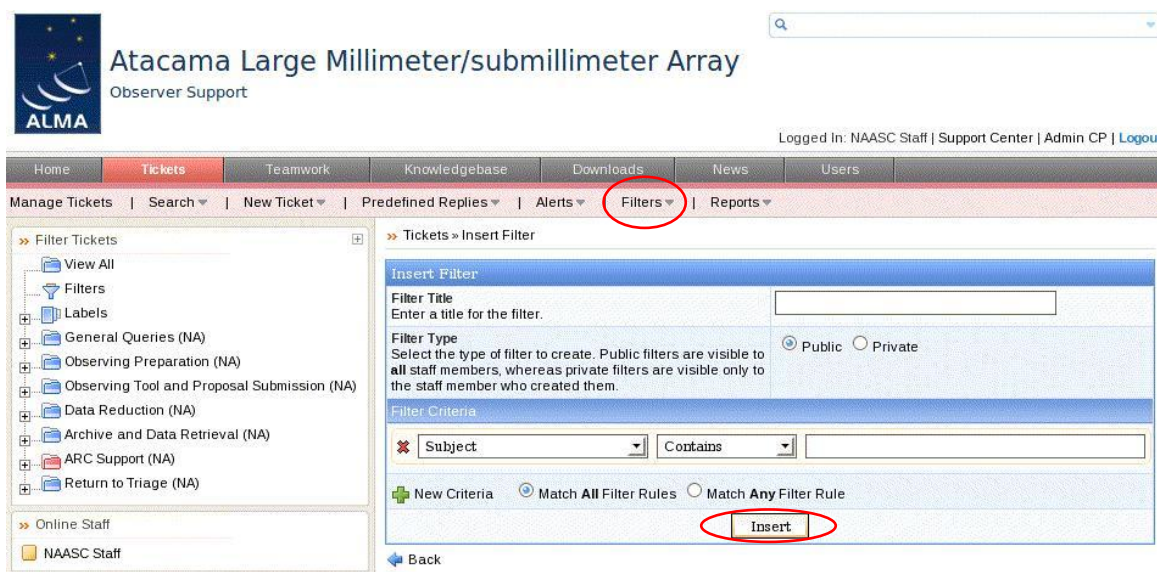 Atacama Large Millimeter/submillimeter Array
Observer Support
ALMA
Logged In: NAASC Staff | Support Center | Admin CP | Logou
Home Tickets Teamwork Knowledgebase Downloads News Users
Manage Tickets | Search | New Ticket | Predefined Replies | Alerts Filters | Reports
» Filter Tickets
View All
Filters
Labels
General Queries (NA)
Observing Preparation (NA)
Observing Tool and Proposal Submission (NA)
Data Reduction (NA)
Archive and Data Retrieval (NA)
ARC Support (NA)
Return to Triage (NA)
» Online Staff
NAASC Staff
» Tickets » Insert Filter
Insert Filter
Filter Title
Enter a title for the filter.
Filter Type
Select the type of filter to create. Public filters are visible to
all staff members, whereas private filters are visible only to
the staff member who created them.
Public Private
Filter Criteria
Subject Contains
New Criteria Match All Filter Rules Match Any Filter Rule
Insert
Back